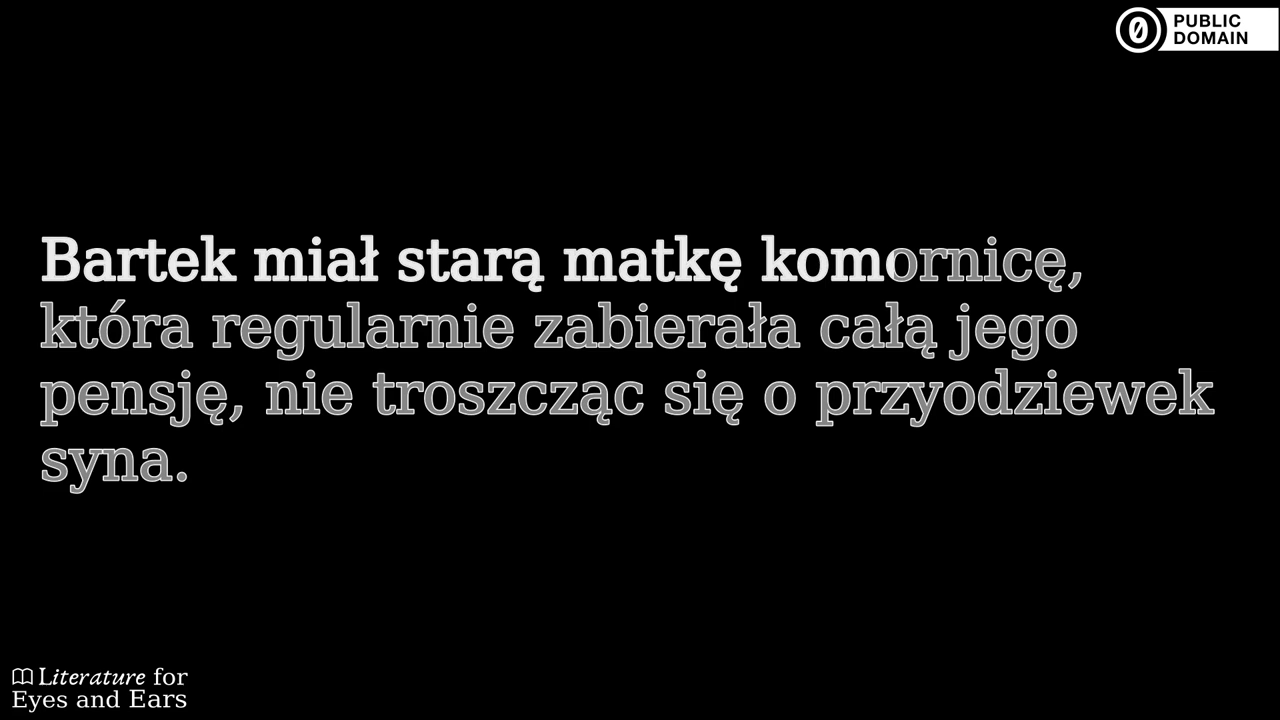 PUBLIC
DOMAIN
Bartek miał starą matkę komornicę,
która regularnie zabierała całą jego
pensję, nie troszcząc się o przyodziewek
syna.
Literature for
Eyes and Ears